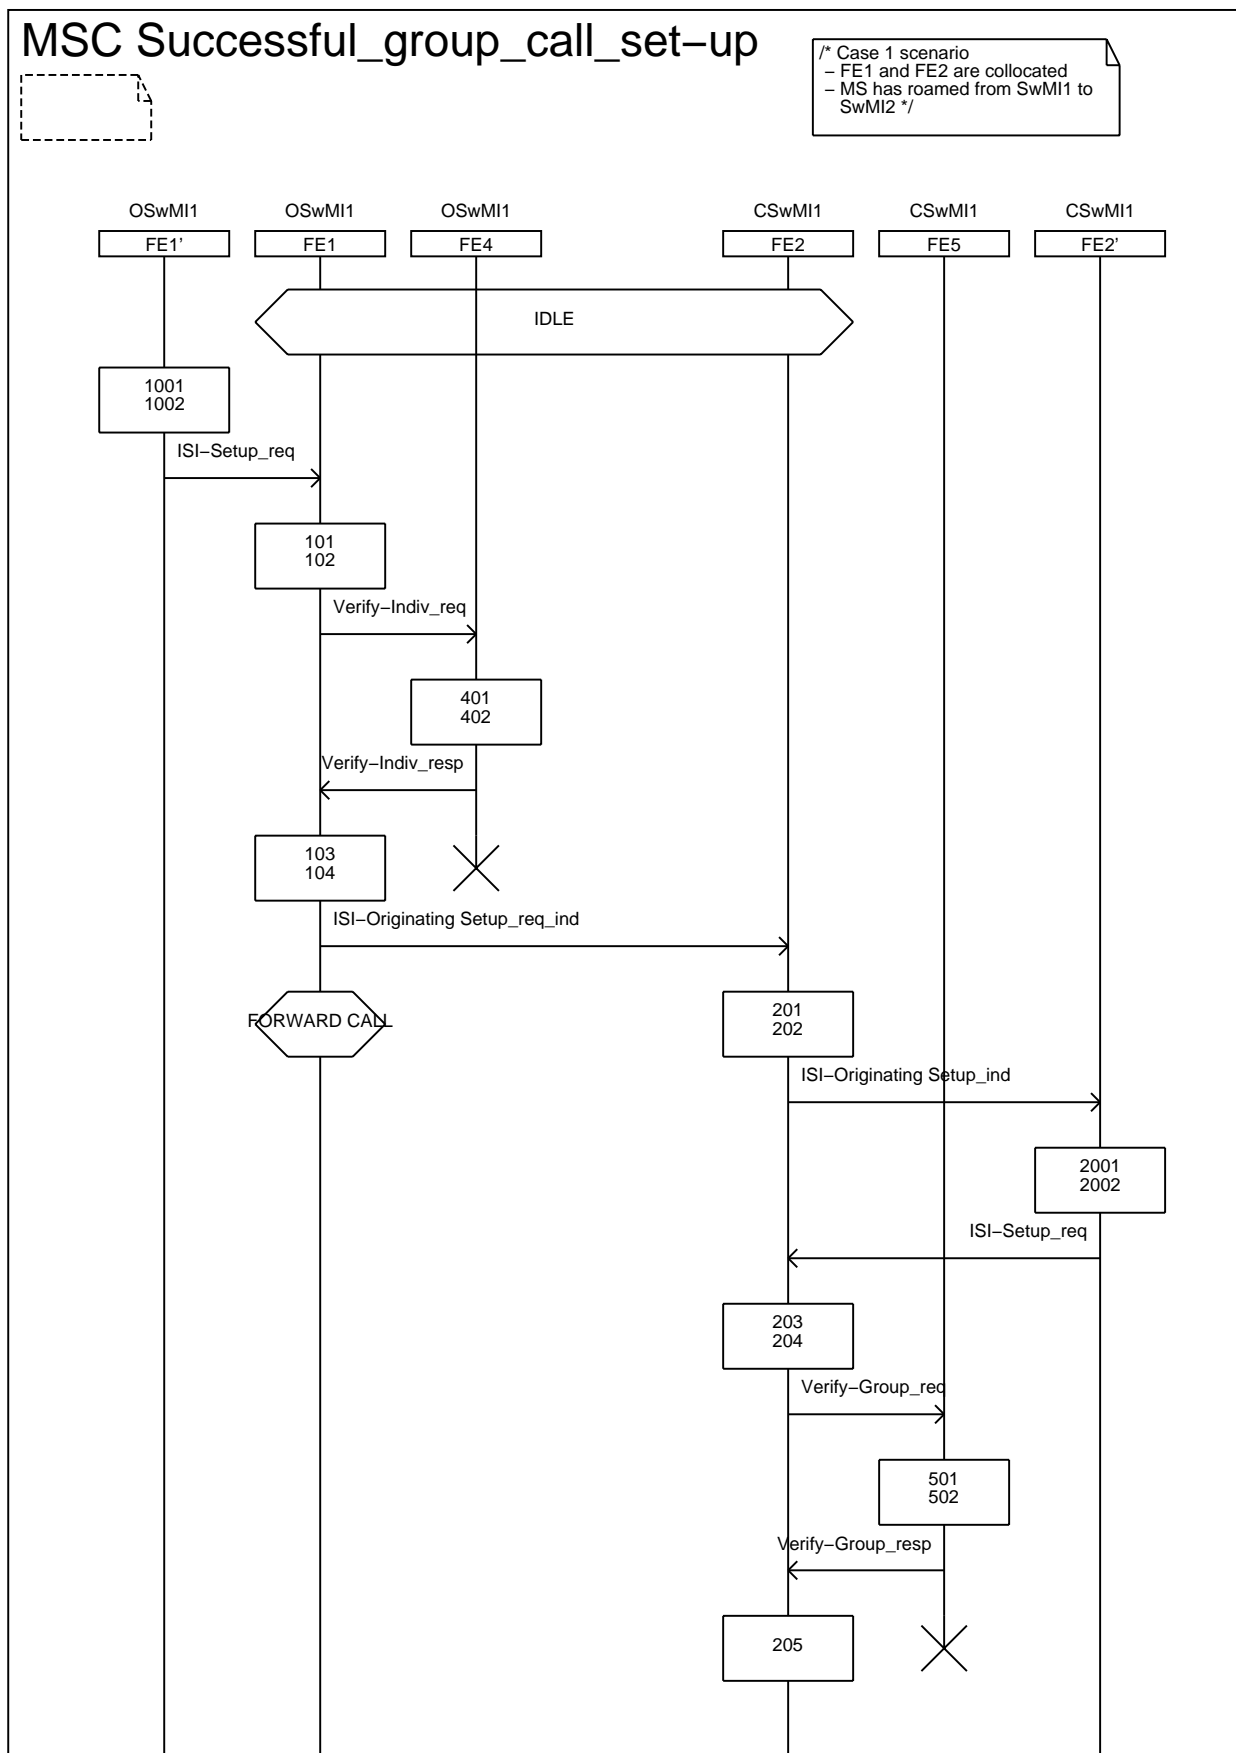 MSC Successful_group_call_set−up
/* Case 1 scenario
− FE1 and FE2 are collocated
− MS has roamed from SwMI1 to
SwMI2 */
OSwMI1 OSwMI1 OSwMI1 CSwMI1 CSwMI1 CSwMI1
FE1' FE1 FE4 FE2 FE5 FE2'
IDLE
1001
1002
ISI−Setup_req
101
102
Verify−Indiv_req
401
402
Verify−Indiv_resp
103
104
ISI−Originating Setup_req_ind
FORWARD CALL
201
202
ISI−Originating Setup_ind
2001
2002
ISI−Setup_req
203
204
Verify−Group_req
501
502
Verify−Group_resp
205